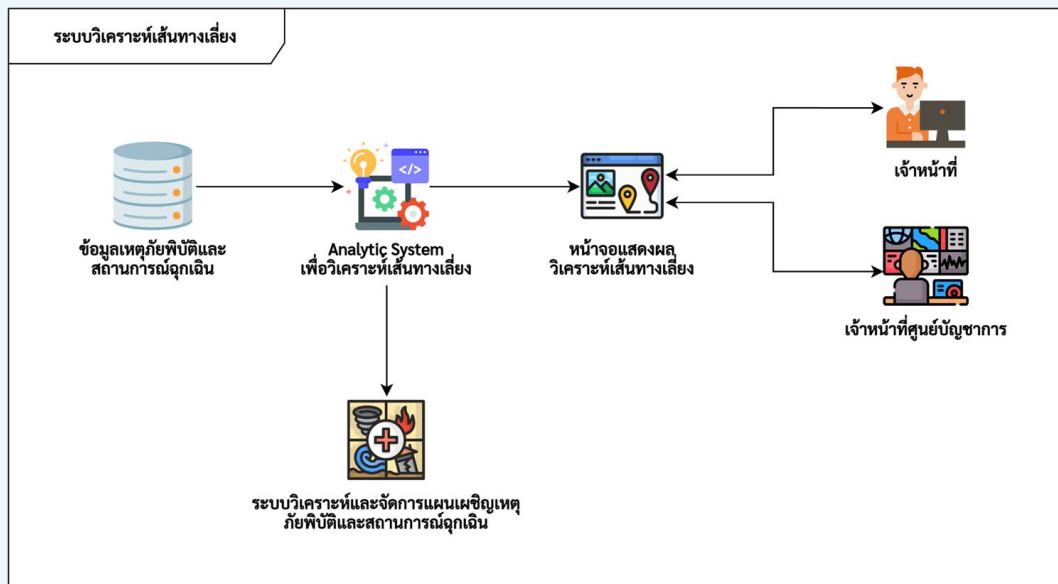 ระบบวิเคราะห์เส้นทางเลี่ยง
</>
เจ้าหน้าที่
ข้อมูลเหตุภัยพิบัติและ
สถานการณ์ฉุกเฉิน
Analytic System
เพื่อวิเคราะห์เส้นทางเลี่ยง
หน้าจอแสดงผล
วิเคราะห์เส้นทางเลี่ยง
เจ้าหน้าที่ศูนย์บัญชาการ
ระบบวิเคราะห์และจัดการแผนเผชิญเหตุ
ภัยพิบัติและสถานการณ์ฉุกเฉิน